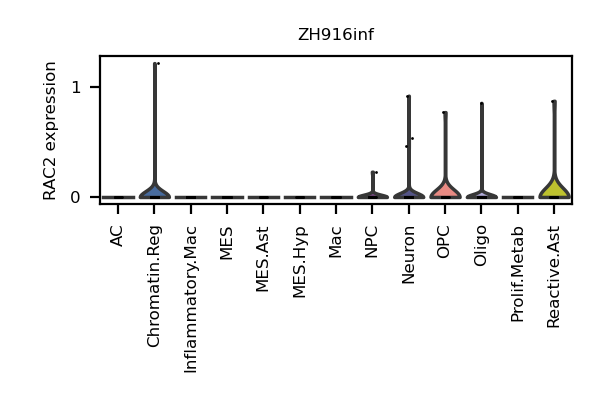 ZH916inf
RAC2 expression
1
0
AC
Chromatin.Reg
Inflammatory.Mac
MES
MES.Ast
MES.Hyp
Mac
NPC
Neuron
OPC
Oligo
Prolif.Metab
Reactive.Ast